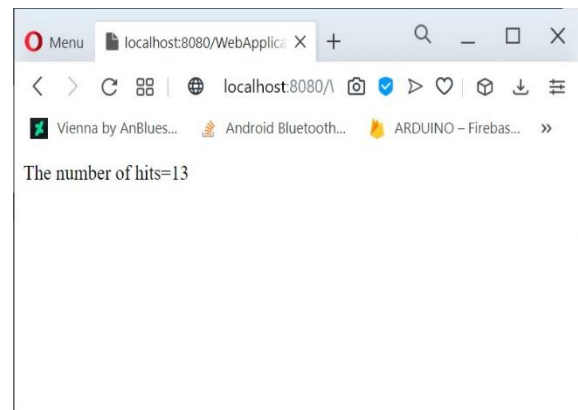 Menu localhost:8080/WebApplica
localhost:8080/\
Vienna by AnBlues... Android Bluetooth... ARDUINO – Firebas... »
The number of hits=13